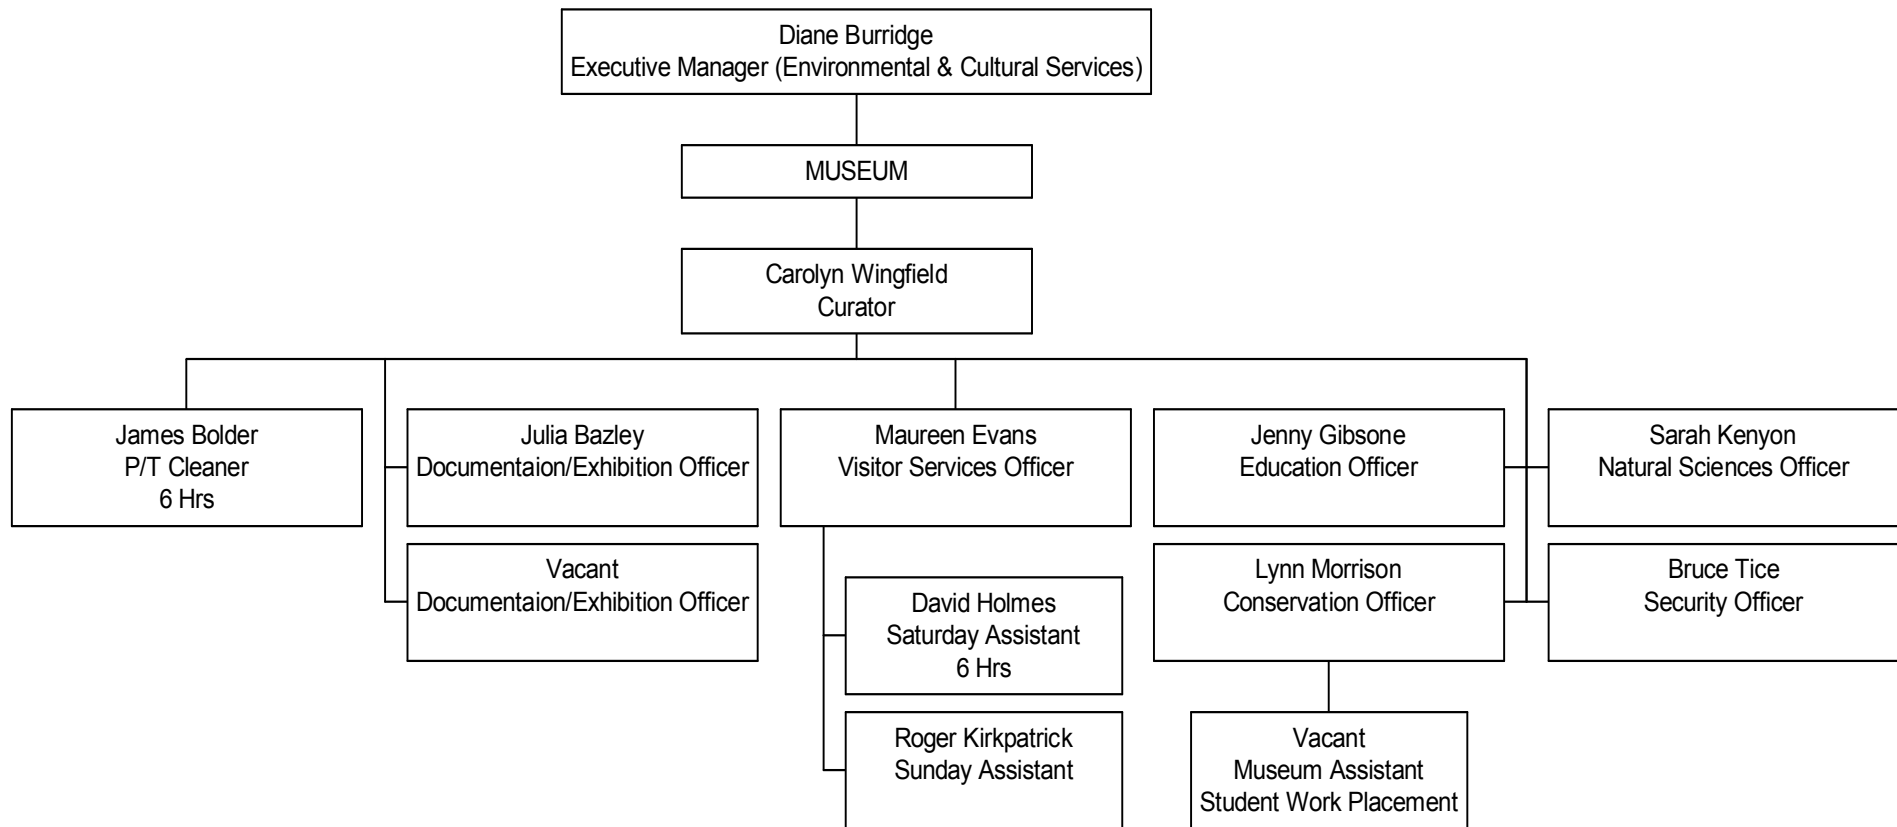 Diane Burridge
Executive Manager (Environmental & Cultural Services)
MUSEUM
Carolyn Wingfield
Curator
James Bolder
P/T Cleaner
6 Hrs
Julia Bazley
Documentaion/Exhibition Officer
Maureen Evans
Visitor Services Officer
Jenny Gibsone
Education Officer
Sarah Kenyon
Natural Sciences Officer
Vacant
Documentaion/Exhibition Officer
David Holmes
Saturday Assistant
6 Hrs
Lynn Morrison
Conservation Officer
Bruce Tice
Security Officer
Roger Kirkpatrick
Sunday Assistant
Vacant
Museum Assistant
Student Work Placement